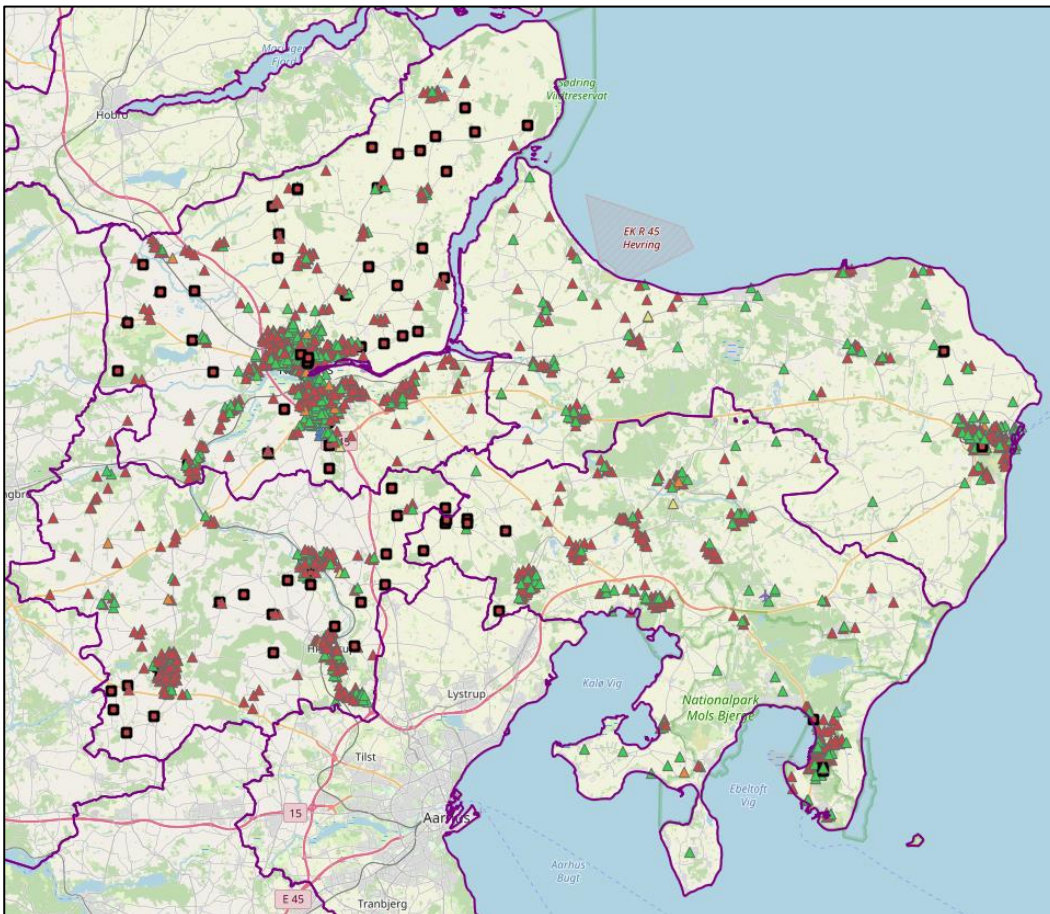 Mariager
Fjord
Hobro
Sødring
Vildtreservat
EK R 45
Hevring
Kalø Vig
Lystrup
Nationalpark
Mols Bjerge
Tilst
Ebeltoft
Vig
15
Aarhus
Aarhus
Bugt
E 45
Tranbjerg